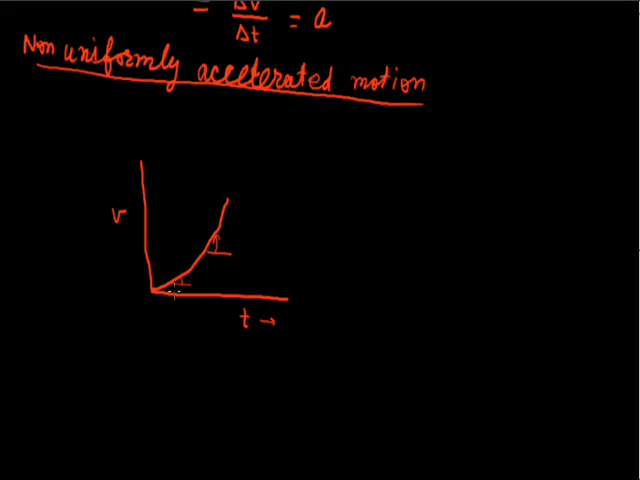 = Δv/Δt = a
Non uniformly accelerated motion
v
t →